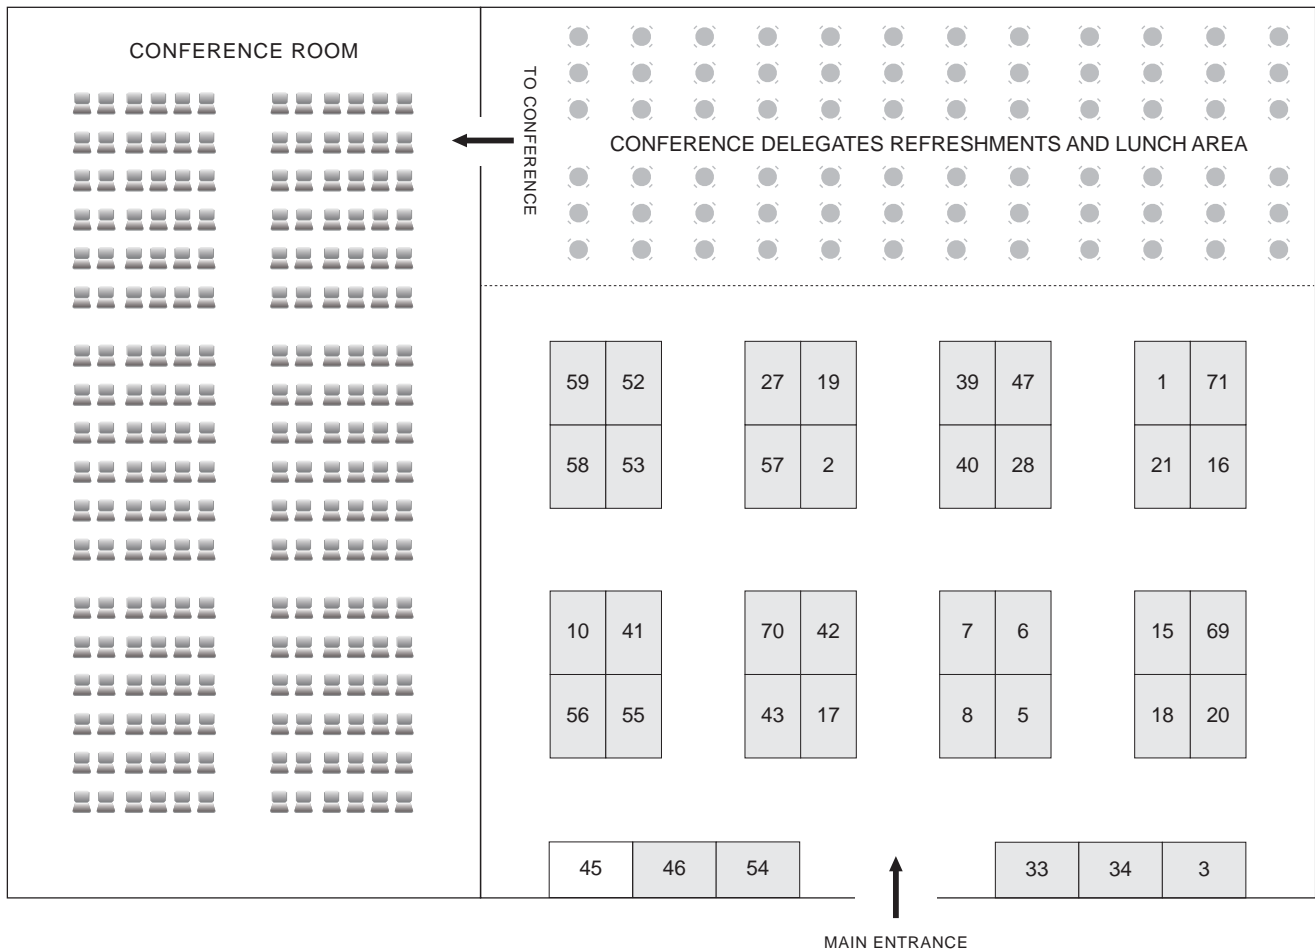 CONFERENCE ROOM
TO CONFERENCE
CONFERENCE DELEGATES REFRESHMENTS AND LUNCH AREA
59 52 27 19 39 47 1 71
58 53 57 2 40 28 21 16
10 41 70 42 7 6 15 69
56 55 43 17 8 5 18 20
45 46 54 33 34 3
MAIN ENTRANCE